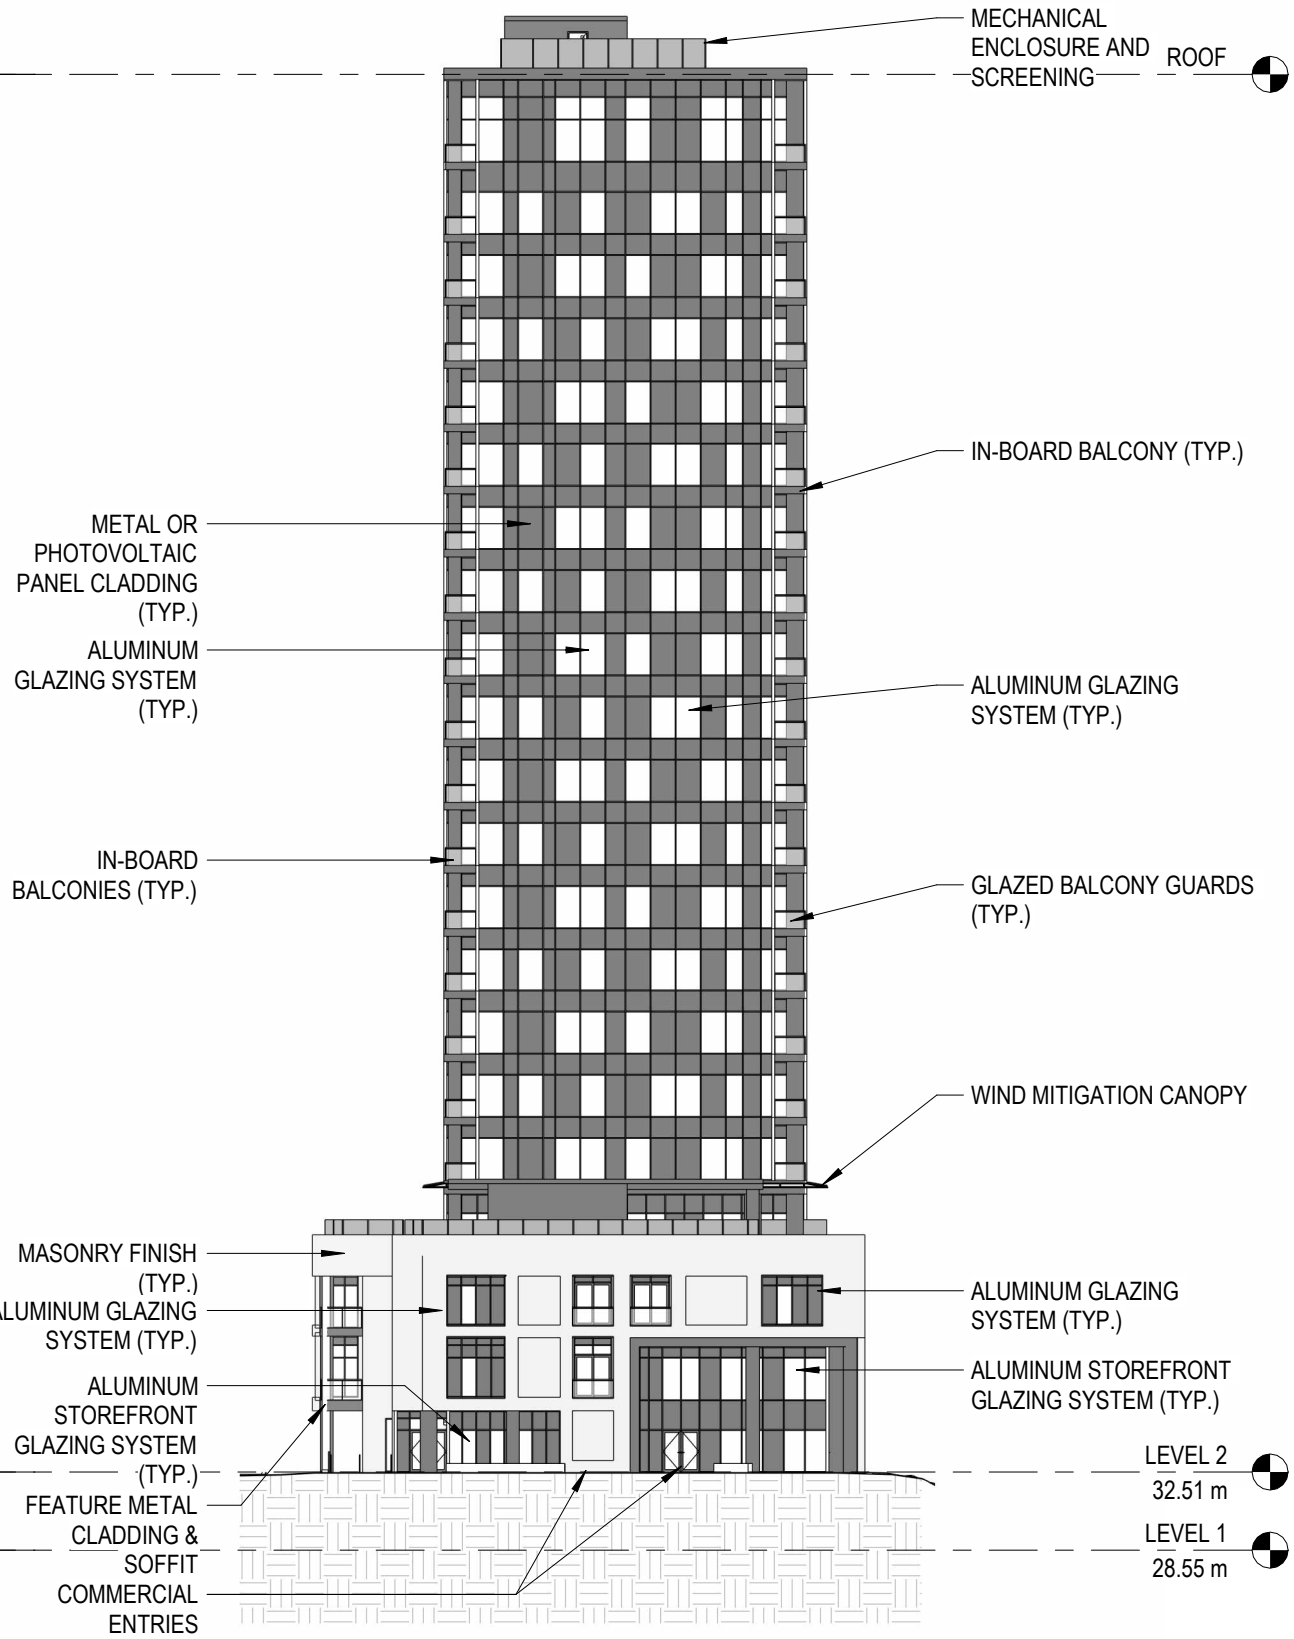 MECHANICAL
ENCLOSURE AND
SCREENING
ROOF
IN-BOARD BALCONY (TYP.)
METAL OR
PHOTOVOLTAIC
PANEL CLADDING
(TYP.)
ALUMINUM
GLAZING SYSTEM
(TYP.)
ALUMINUM GLAZING
SYSTEM (TYP.)
IN-BOARD
BALCONIES (TYP.)
GLAZED BALCONY GUARDS
(TYP.)
WIND MITIGATION CANOPY
MASONRY FINISH
(TYP.)
ALUMINUM GLAZING
SYSTEM (TYP.)
ALUMINUM GLAZING
SYSTEM (TYP.)
ALUMINUM STOREFRONT
GLAZING SYSTEM (TYP.)
ALUMINUM
STOREFRONT
GLAZING SYSTEM
(TYP.)
FEATURE METAL
CLADDING &
SOFFIT
COMMERCIAL
ENTRIES
LEVEL 2
32.51 m
LEVEL 1
28.55 m